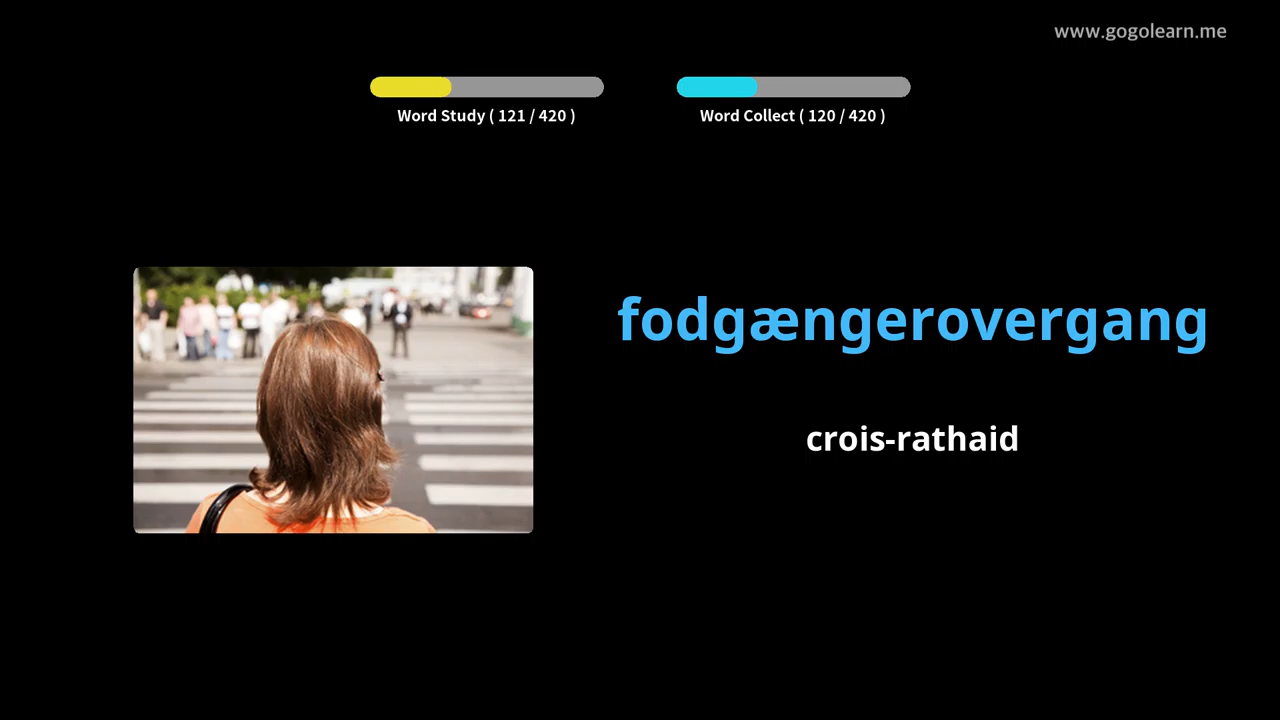 www.gogolearn.me
Word Study ( 121 / 420 )
Word Collect ( 120 / 420 )
fodgængerovergang
crois-rathaid